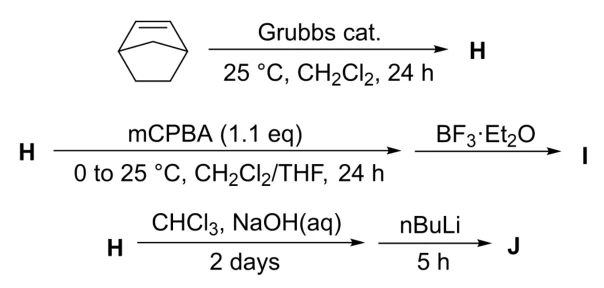 Grubbs cat.
25 °C, CH₂Cl₂, 24 h
H
H
mCPBA (1.1 eq)
0 to 25 °C, CH₂Cl₂/THF, 24 h
BF₃·Et₂O
I
H
CHCl₃, NaOH(aq)
2 days
nBuLi
5 h
J